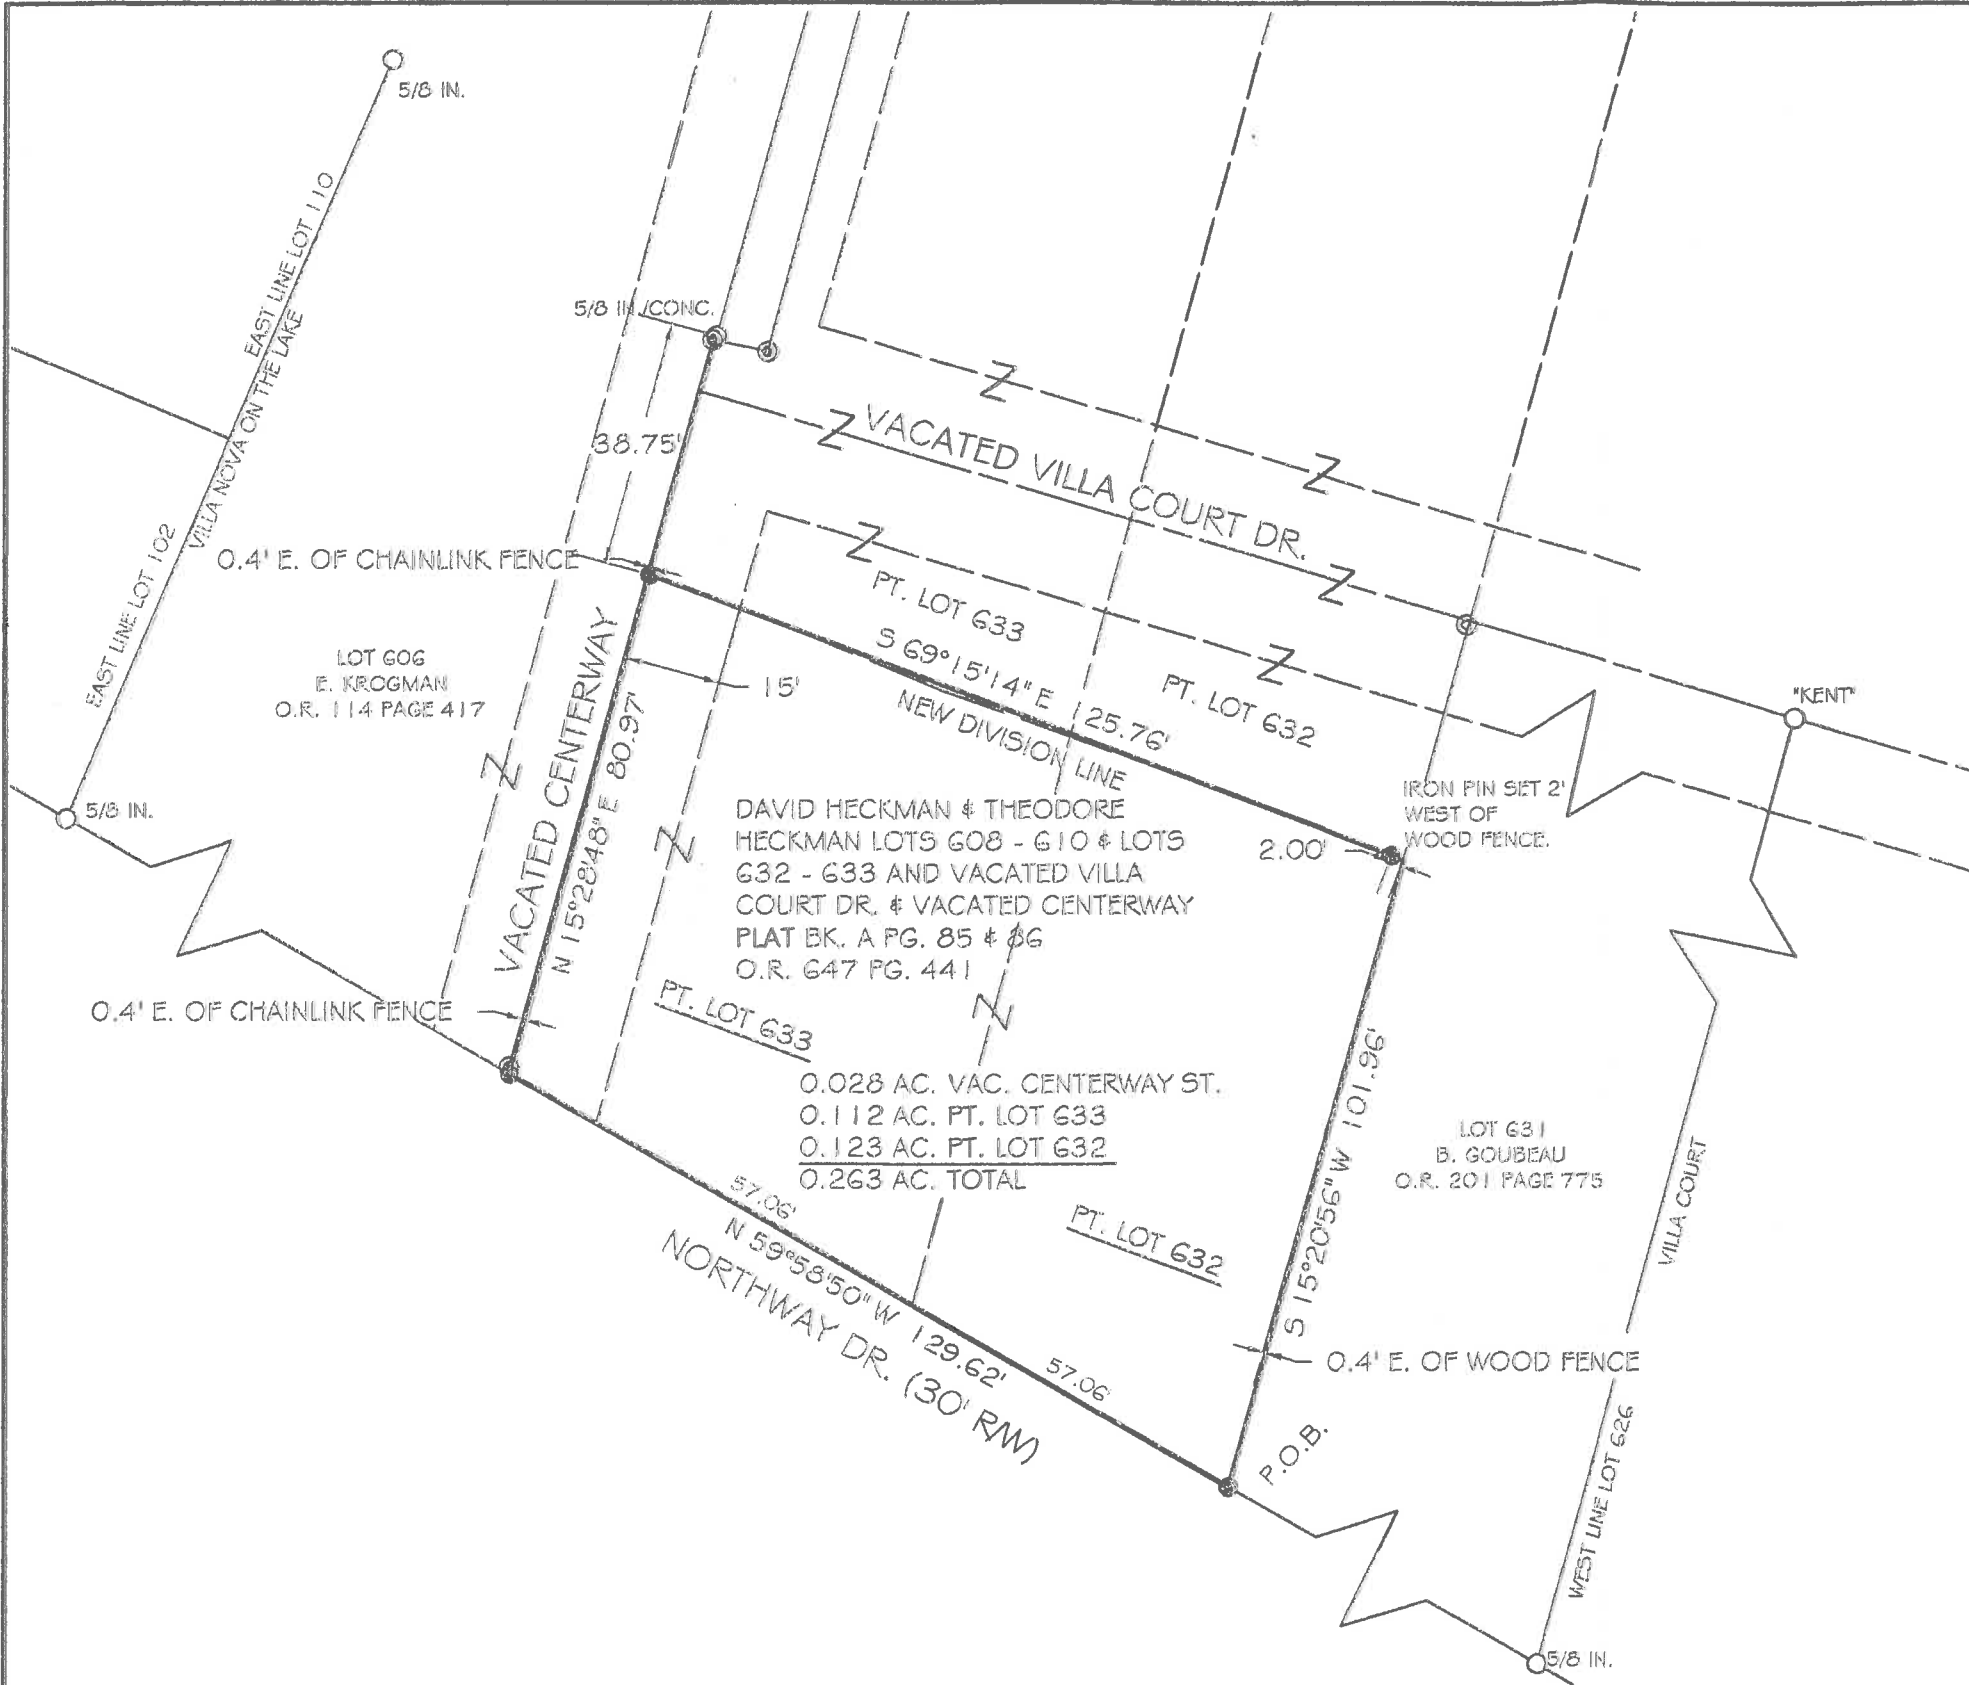 5/8 IN.
EAST LINE LOT 110
VILLA NOVA ON THE LAKE
EAST LINE LOT 102
5/8 IN./CONC.
38.75'
VACATED VILLA COURT DR.
0.4' E. OF CHAINLINK FENCE
PT. LOT 633
S 69°15'14" E 125.76'
NEW DIVISION LINE
PT. LOT 632
LOT 606
E. KROGMAN
O.R. 114 PAGE 417
15'
"KENT"
VACATED CENTERWAY
N 15°28'48" E 80.97'
IRON PIN SET 2'
WEST OF
WOOD FENCE.
2.00'
5/8 IN.
DAVID HECKMAN & THEODORE
HECKMAN LOTS 608 - 610 & LOTS
632 - 633 AND VACATED VILLA
COURT DR. & VACATED CENTERWAY
PLAT BK. A PG. 85 & 86
O.R. 647 PG. 441
0.4' E. OF CHAINLINK FENCE
PT. LOT 633
0.028 AC. VAC. CENTERWAY ST.
0.112 AC. PT. LOT 633
0.123 AC. PT. LOT 632
0.263 AC. TOTAL
S 15°20'56" W 101.96'
LOT 631
B. GOUBEAU
O.R. 201 PAGE 775
VILLA COURT
57.06'
N 59°58'50" W 129.62'
NORTHWAY DR. (30' R/W)
57.06'
PT. LOT 632
0.4' E. OF WOOD FENCE
P.O.B.
WEST LINE LOT 626
5/8 IN.